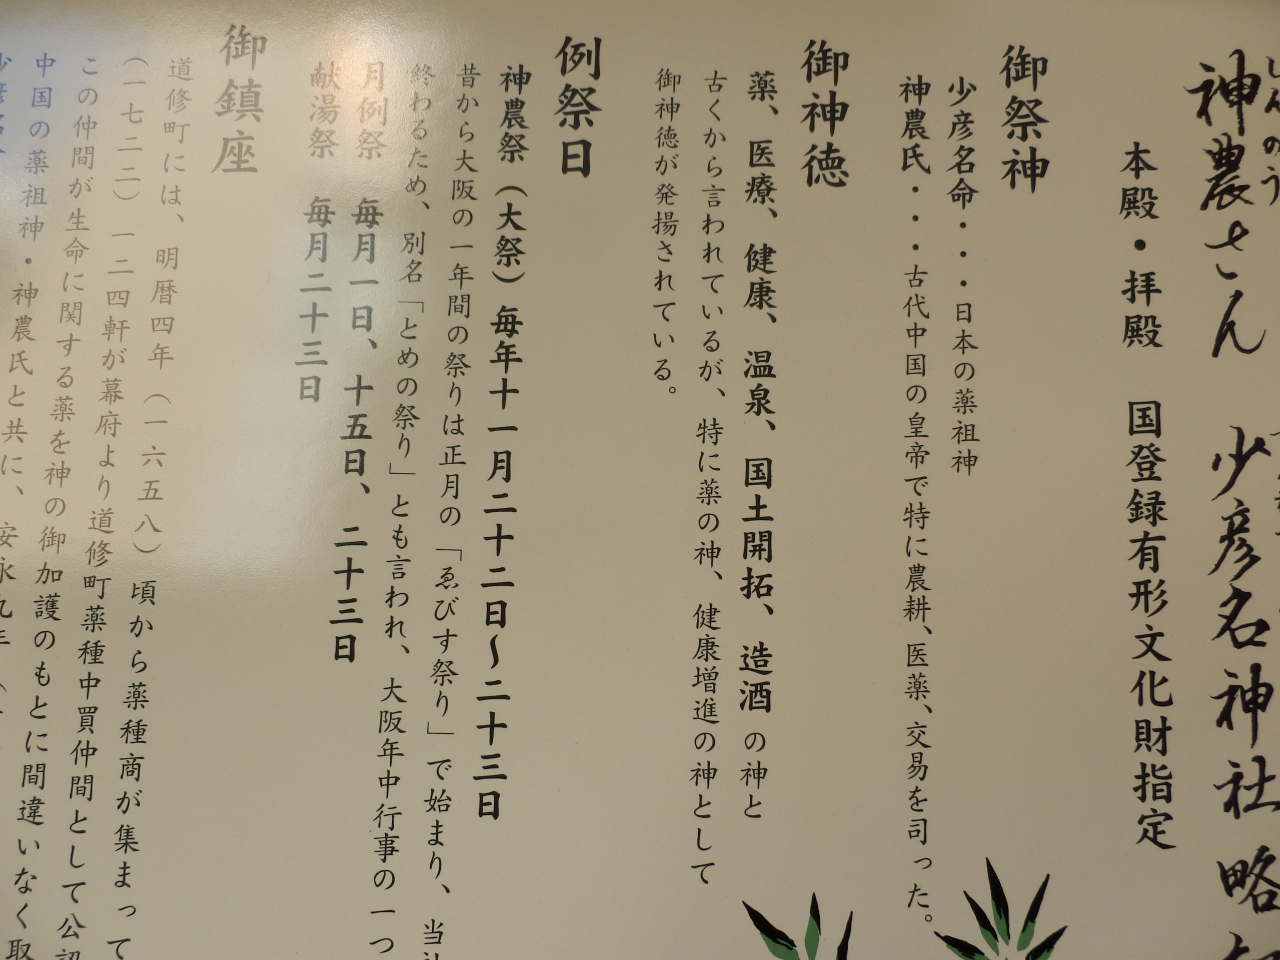 しんのう
神農さん 少彦名神社略
本殿・拝殿 国登録有形文化財指定
御祭神
少彦名命・・・日本の薬祖神
神農氏・・・古代中国の皇帝で特に農耕、医薬、交易を司った。
御神徳
薬、医療、健康、温泉、国土開拓、造酒の神と
古くから言われているが、特に薬の神、健康増進の神として
御神徳が発揚されている。
例祭日
神農祭(大祭)毎年十一月二十二日~二十三日
昔から大阪の一年間の祭りは正月の「ゑびす祭り」で始まり、当
終わるため、別名「とめの祭り」とも言われ、大阪年中行事の一つ
月例祭 毎月一日、十五日、二十三日
献湯祭 毎月二十三日
御鎮座
道修町には、明暦四年(一六五八)頃から薬種商が集まって
(一七二二)一二四軒が幕府より道修町薬種中買仲間として公認
この仲間が生命に関する薬を神の御加護のもとに間違いなく取
中国の薬祖神・神農氏と共に、安永九年(